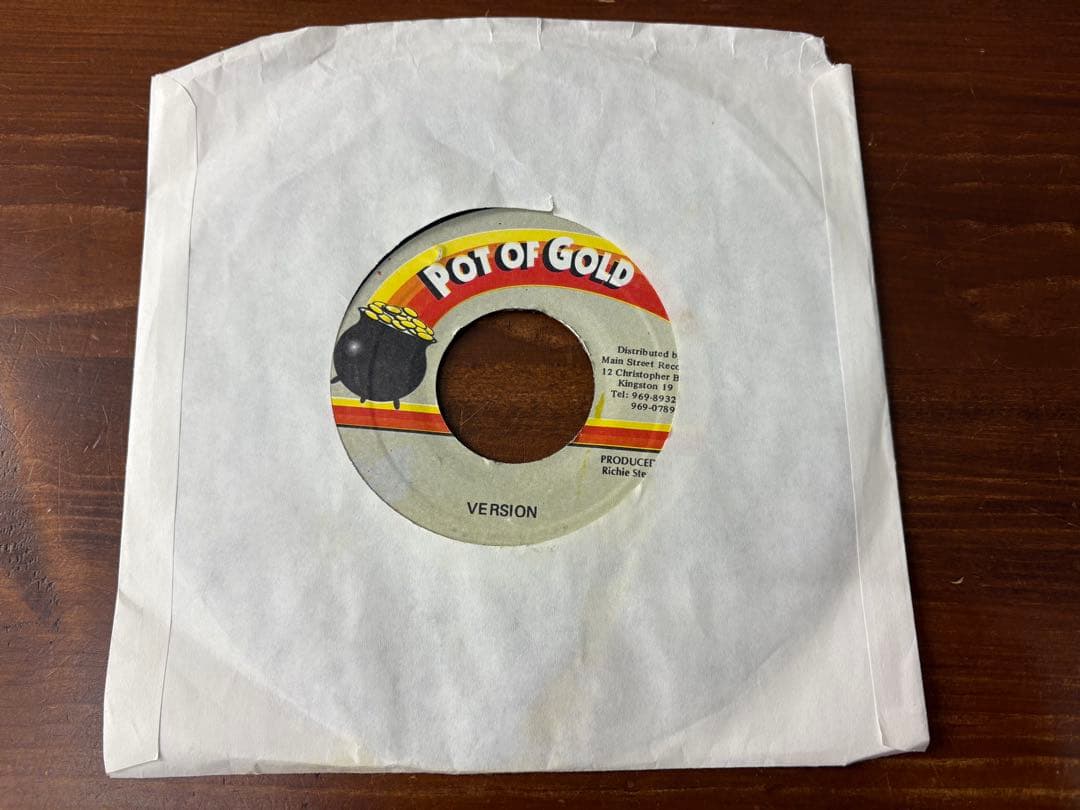 POT OF GOLD
Distributed b
Main Street Reco
12 Christopher B
Kingston 19
Tel: 969-8932
969-0789
PRODUCE
Richie Ste
VERSION